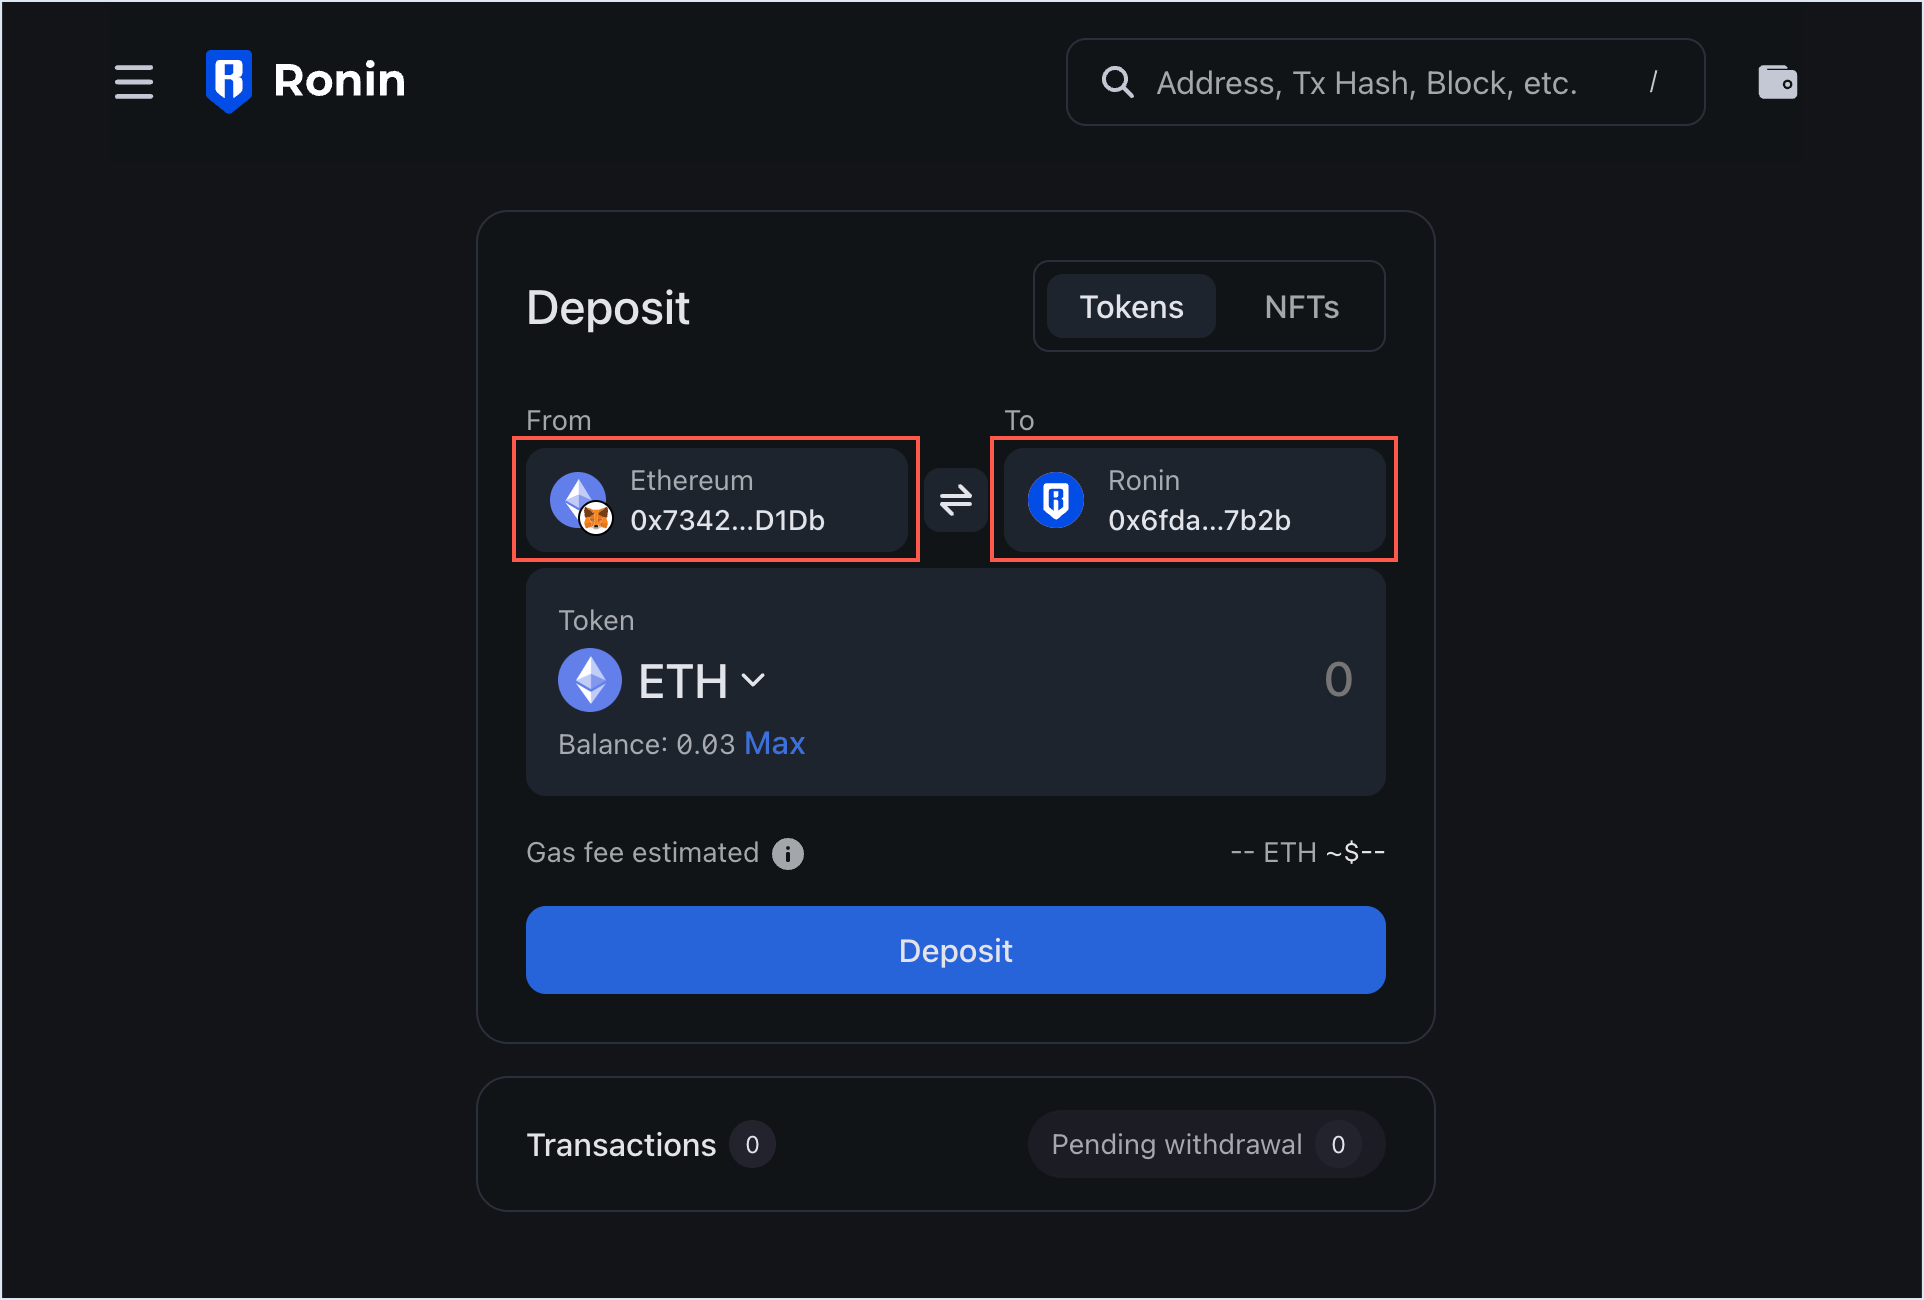 Ronin
Address, Tx Hash, Block, etc. /
Deposit
Tokens NFTs
From To
Ethereum Ronin
0x7342...D1Db 0x6fda...7b2b
Token
ETH 0
Balance: 0.03 Max
Gas fee estimated -- ETH ~$--
Deposit
Transactions 0 Pending withdrawal 0